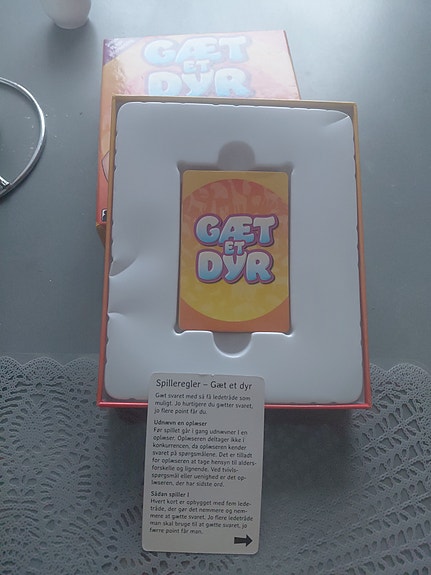 GÆT
ET
DYR
GÆT
ET
DYR
Spilleregler – Gæt et dyr
Gæt svaret med så få ledetråde som
muligt. Jo hurtigere du gætter svaret,
jo flere point får du.
Udnævn en oplæser
Før spillet går i gang udnævner I en
oplæser. Oplæseren deltager ikke i
konkurrencen, da oplæseren kender
svaret på spørgsmålene. Det er tilladt
for oplæseren at tage hensyn til alders-
forskelle og lignende. Ved tvivls-
spørgsmål eller uenighed er det op-
læseren, der har sidste ord.
Sådan spiller I
Hvert kort er opbygget med fem lede-
tråde, der gør det nemmere og nem-
mere at gætte svaret. Jo flere ledetråde
man skal bruge til at gætte svaret, jo
færre point får man.